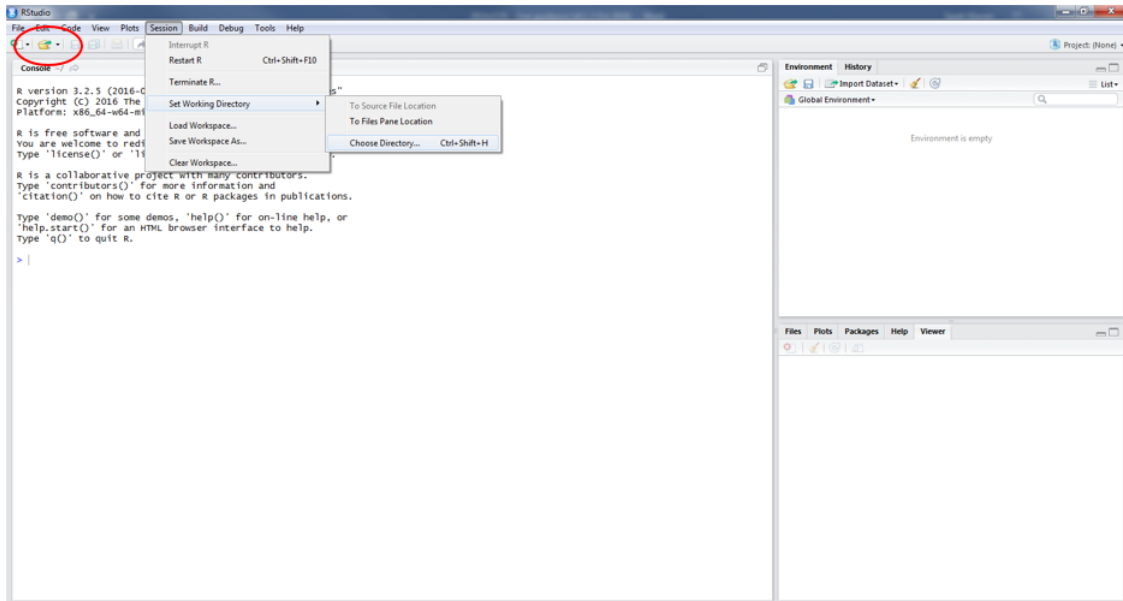 RStudio
File Edit Code View Plots Session Build Debug Tools Help
Project: (None)
Interrupt R
Restart R Ctrl+Shift+F10
Terminate R...
Set Working Directory
Load Workspace...
Save Workspace As...
Clear Workspace...
To Source File Location
To Files Pane Location
Choose Directory... Ctrl+Shift+H
Console ~/
R version 3.2.5 (2016-0 s"
Copyright (C) 2016 The
Platform: x86_64-w64-mi
R is free software and
You are welcome to redi
Type 'license()' or 'li
R is a collaborative project with many contributors.
Type 'contributors()' for more information and
'citation()' on how to cite R or R packages in publications.
Type 'demo()' for some demos, 'help()' for on-line help, or
'help.start()' for an HTML browser interface to help.
Type 'q()' to quit R.
>
Environment History
Import Dataset List
Global Environment
Environment is empty
Files Plots Packages Help Viewer